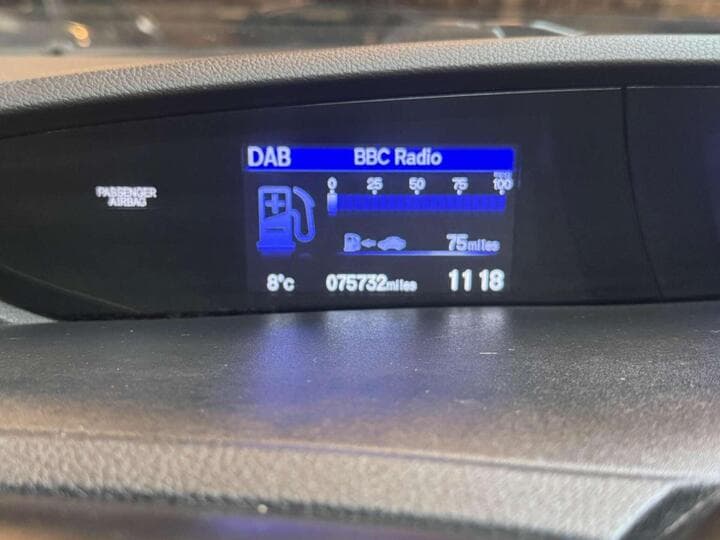 DAB BBC Radio
PASSENGER
AIRBAG
0 25 50 75 100
75miles
8°c 075732miles 11 18